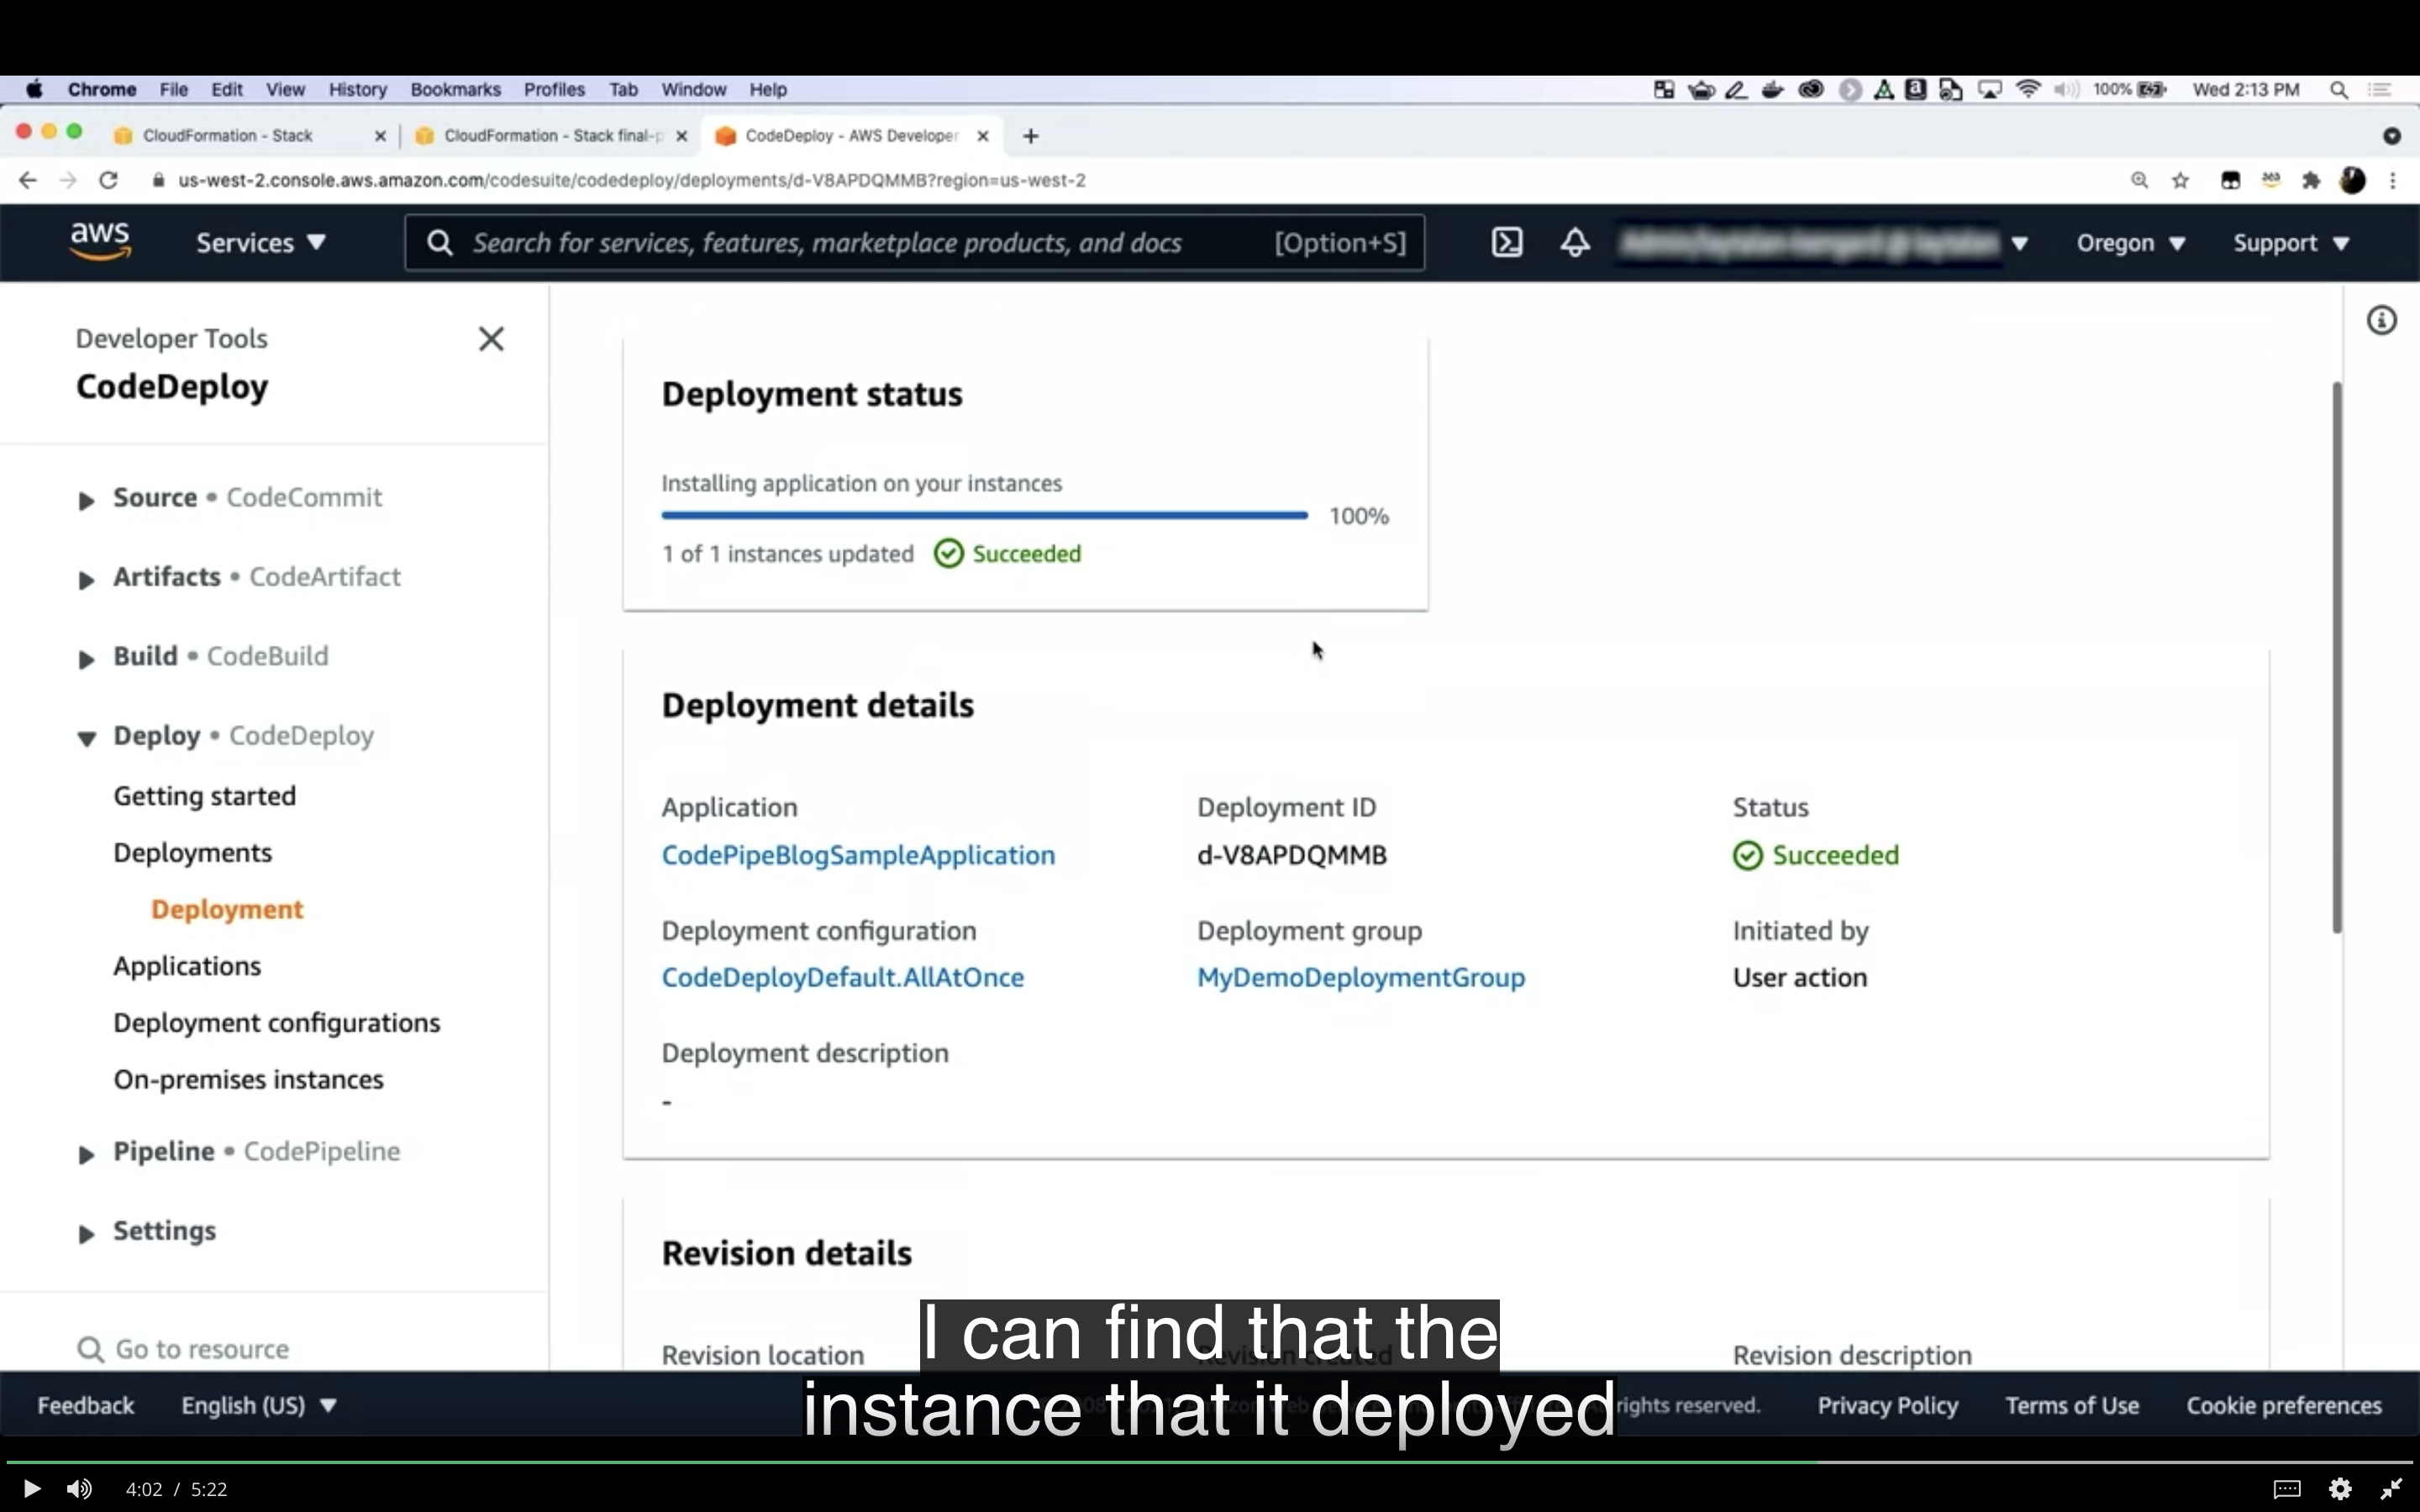 Chrome File Edit View History Bookmarks Profiles Tab Window Help 100% Wed 2:13 PM
CloudFormation - Stack CloudFormation - Stack final-p CodeDeploy - AWS Developer
us-west-2.console.aws.amazon.com/codesuite/codedeploy/deployments/d-V8APDQMMB?region=us-west-2
aws Services Search for services, features, marketplace products, and docs [Option+S] Oregon Support
Developer Tools
CodeDeploy
Source • CodeCommit
Artifacts • CodeArtifact
Build • CodeBuild
Deploy • CodeDeploy
Getting started
Deployments
Deployment
Applications
Deployment configurations
On-premises instances
Pipeline • CodePipeline
Settings
Go to resource
Deployment status
Installing application on your instances
100%
1 of 1 instances updated Succeeded
Deployment details
Application Deployment ID Status
CodePipeBlogSampleApplication d-V8APDQMMB Succeeded
Deployment configuration Deployment group Initiated by
CodeDeployDefault.AllAtOnce MyDemoDeploymentGroup User action
Deployment description
-
Revision details
Revision location Revision created Revision description
I can find that the
instance that it deployed
Feedback English (US) rights reserved. Privacy Policy Terms of Use Cookie preferences
4:02 / 5:22